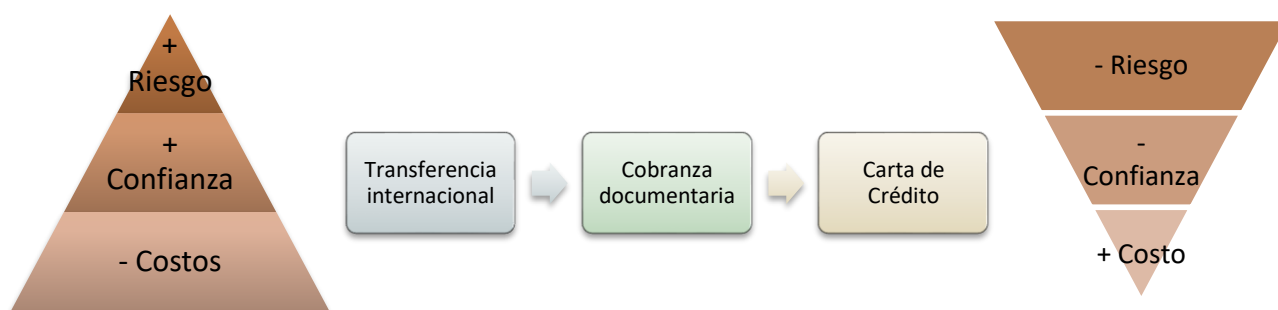 +
Riesgo
+
Confianza
- Costos
Transferencia
internacional
Cobranza
documentaria
Carta de
Crédito
- Riesgo
-
Confianza
+ Costo